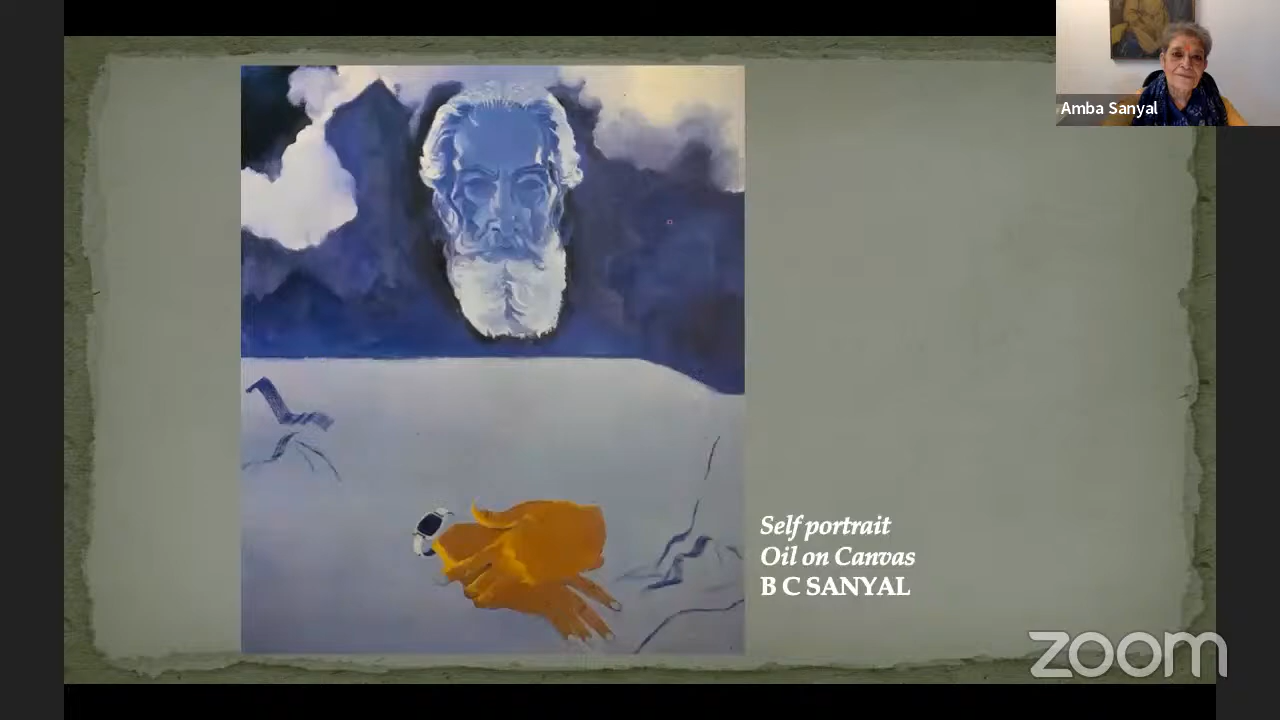 Amba Sanyal
Self portrait
Oil on Canvas
B C SANYAL
zoom